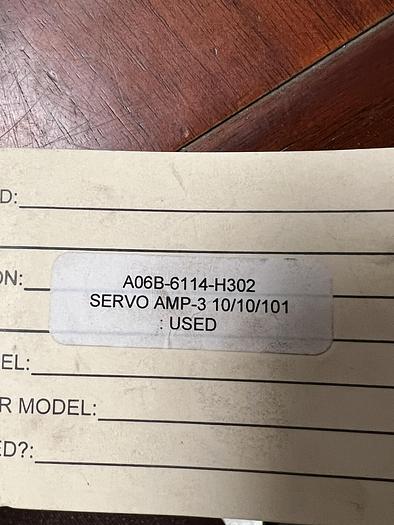 D:
ON:
A06B-6114-H302
SERVO AMP-3 10/10/101
: USED
EL:
R MODEL:
ED?: